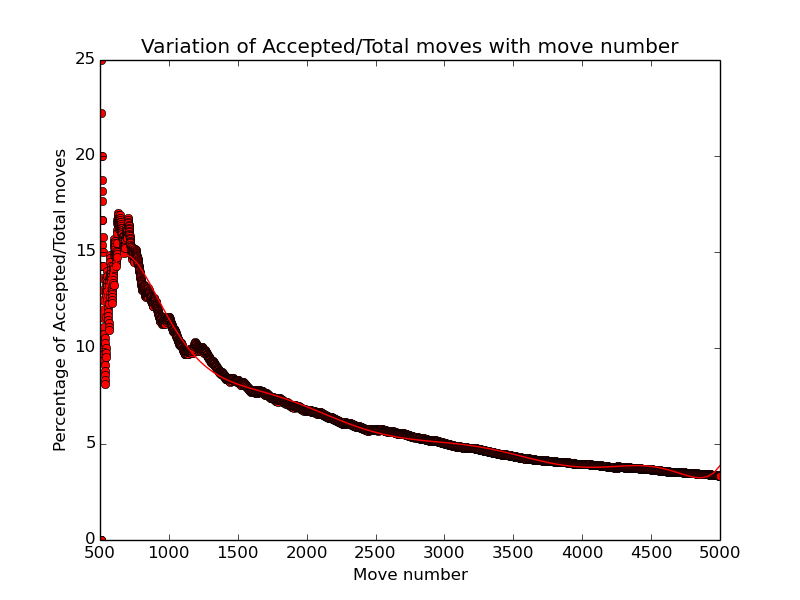 Variation of Accepted/Total moves with move number
25
20
15
10
5
0
Percentage of Accepted/Total moves
500 1000 1500 2000 2500 3000 3500 4000 4500 5000
Move number